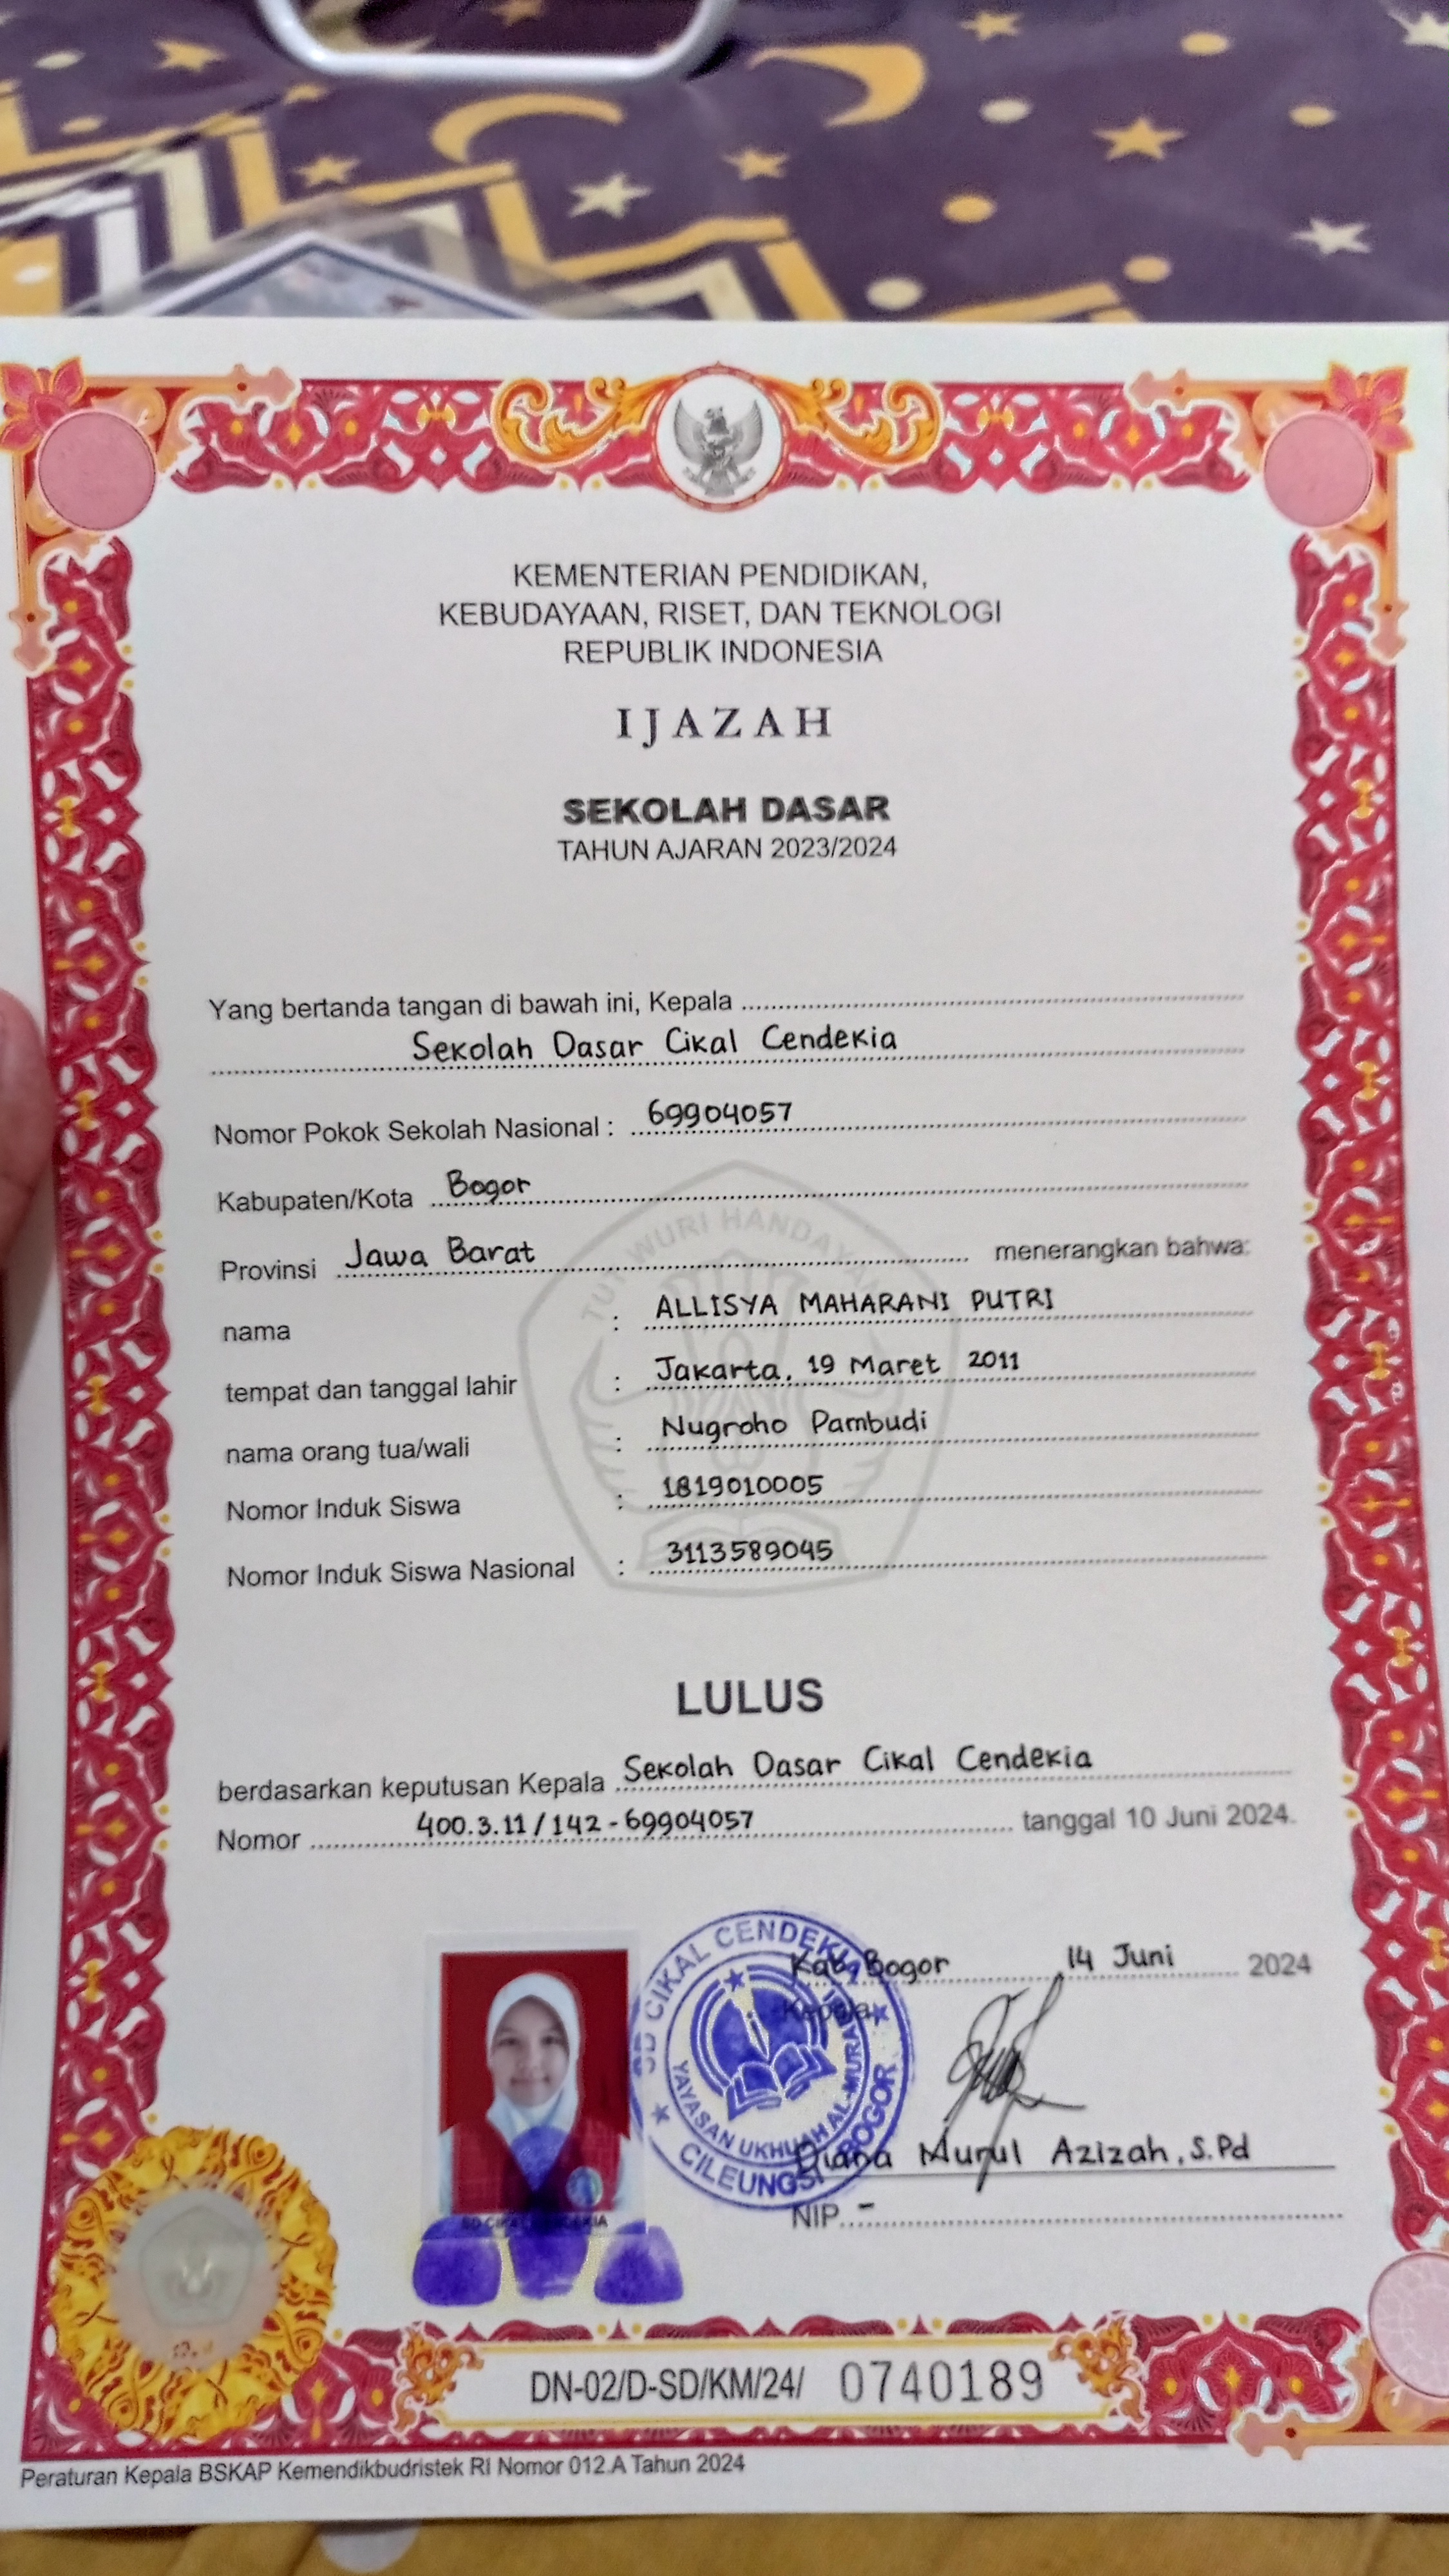 KEMENTERIAN PENDIDIKAN,
KEBUDAYAAN, RISET, DAN TEKNOLOGI
REPUBLIK INDONESIA
IJAZAH
SEKOLAH DASAR
TAHUN AJARAN 2023/2024
Yang bertanda tangan di bawah ini, Kepala
Sekolah Dasar Cikal Cendekia
Nomor Pokok Sekolah Nasional : 69904057
Kabupaten/Kota Bogor
Provinsi Jawa Barat menerangkan bahwa:
TUT WURI HANDAYANI
nama : ALLISYA MAHARANI PUTRI
tempat dan tanggal lahir : Jakarta, 19 Maret 2011
nama orang tua/wali : Nugroho Pambudi
Nomor Induk Siswa : 1819010005
Nomor Induk Siswa Nasional : 3113589045
LULUS
berdasarkan keputusan Kepala Sekolah Dasar Cikal Cendekia
Nomor 400.3.11/142-69904057 tanggal 10 Juni 2024.
Kab. Bogor 14 Juni 2024
Kepala
SD CIKAL CENDEKIA
YAYASAN UKHUWAH AL-MURA
CILEUNGSI BOGOR
Diana Nurul Azizah, S.Pd
NIP. -
SD CIKAL CENDEKIA
DN-02/D-SD/KM/24/ 0740189
Peraturan Kepala BSKAP Kemendikbudristek RI Nomor 012.A Tahun 2024